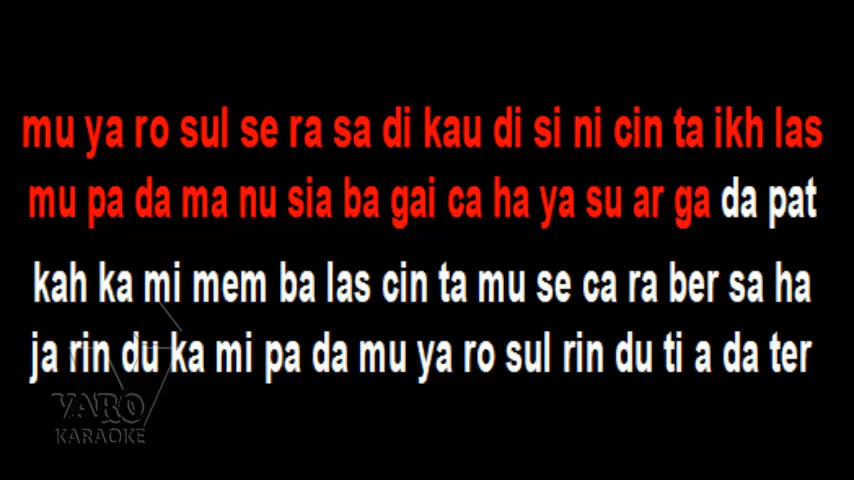 mu ya ro sul se ra sa di kau di si ni cin ta ikh las
mu pa da ma nu sia ba gai ca ha ya su ar ga da pat
kah ka mi mem ba las cin ta mu se ca ra ber sa ha
ja rin du ka mi pa da mu ya ro sul rin du ti a da ter
YARO
KARAOKE